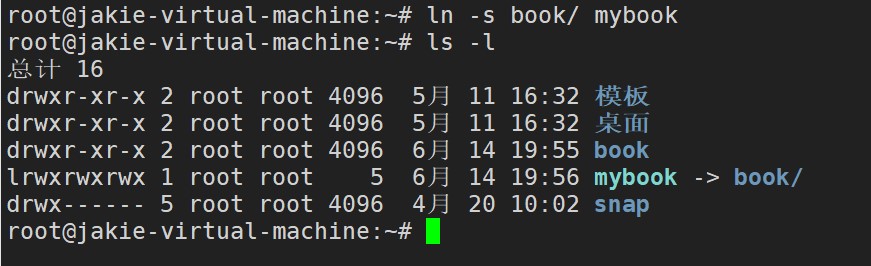 root@jakie-virtual-machine:~# ln -s book/ mybook
root@jakie-virtual-machine:~# ls -l
总计 16
drwxr-xr-x 2 root root 4096  5月 11 16:32 模板
drwxr-xr-x 2 root root 4096  5月 11 16:32 桌面
drwxr-xr-x 2 root root 4096  6月 14 19:55 book
lrwxrwxrwx 1 root root    5  6月 14 19:56 mybook -> book/
drwx------ 5 root root 4096  4月 20 10:02 snap
root@jakie-virtual-machine:~#